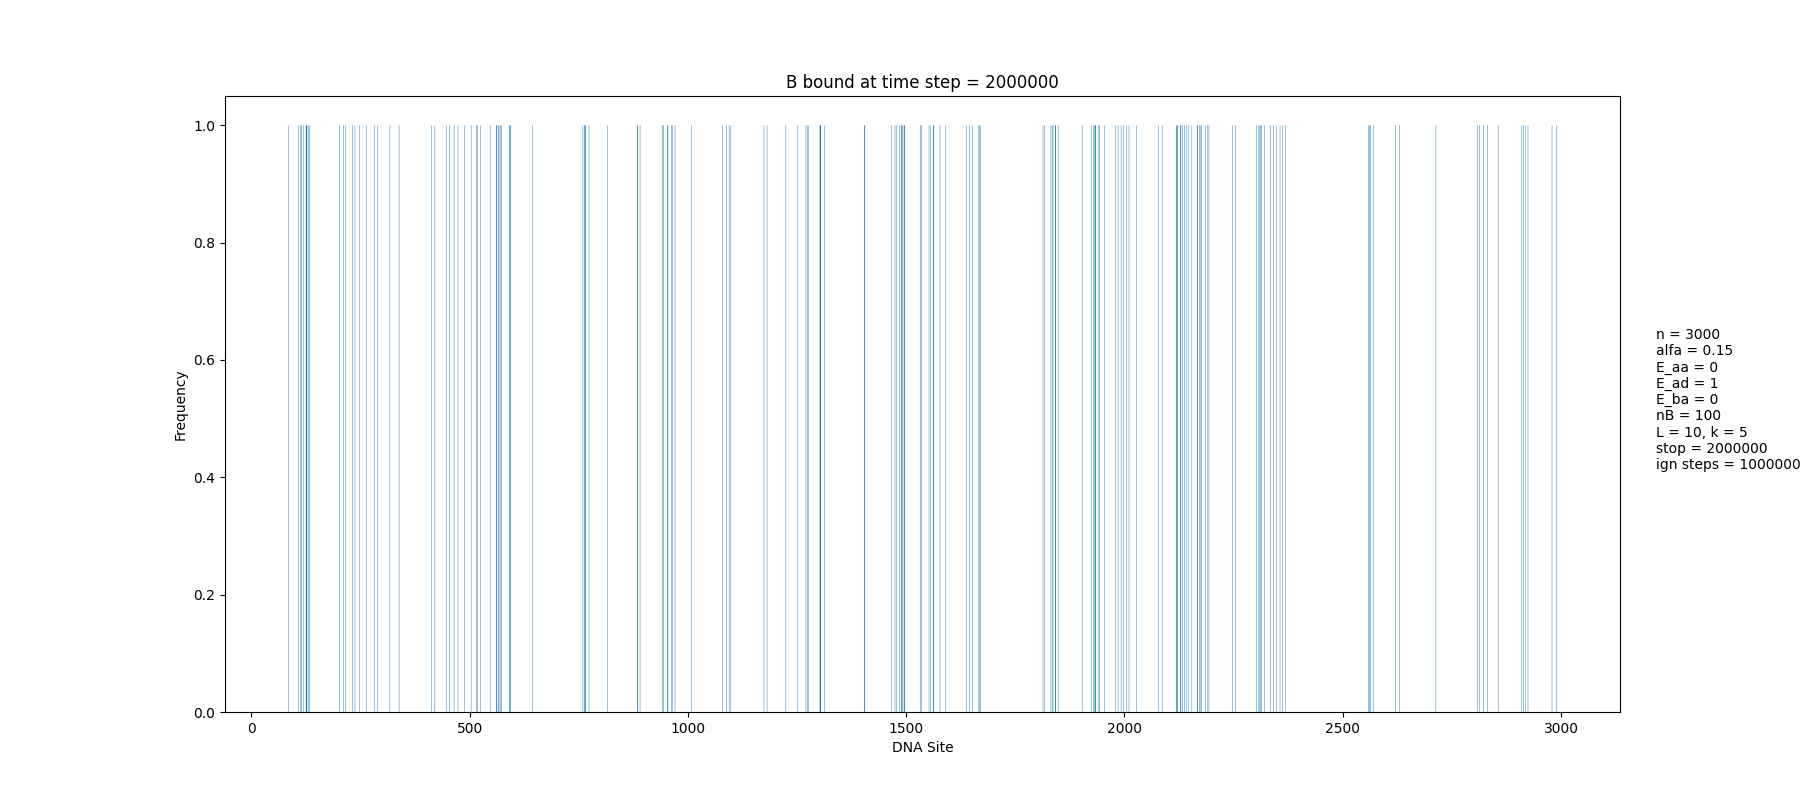 B bound at time step = 2000000
1.0
0.8
0.6
0.4
0.2
0.0
Frequency
0 500 1000 1500 2000 2500 3000
DNA Site
n = 3000
alfa = 0.15
E_aa = 0
E_ad = 1
E_ba = 0
nB = 100
L = 10, k = 5
stop = 2000000
ign steps = 1000000